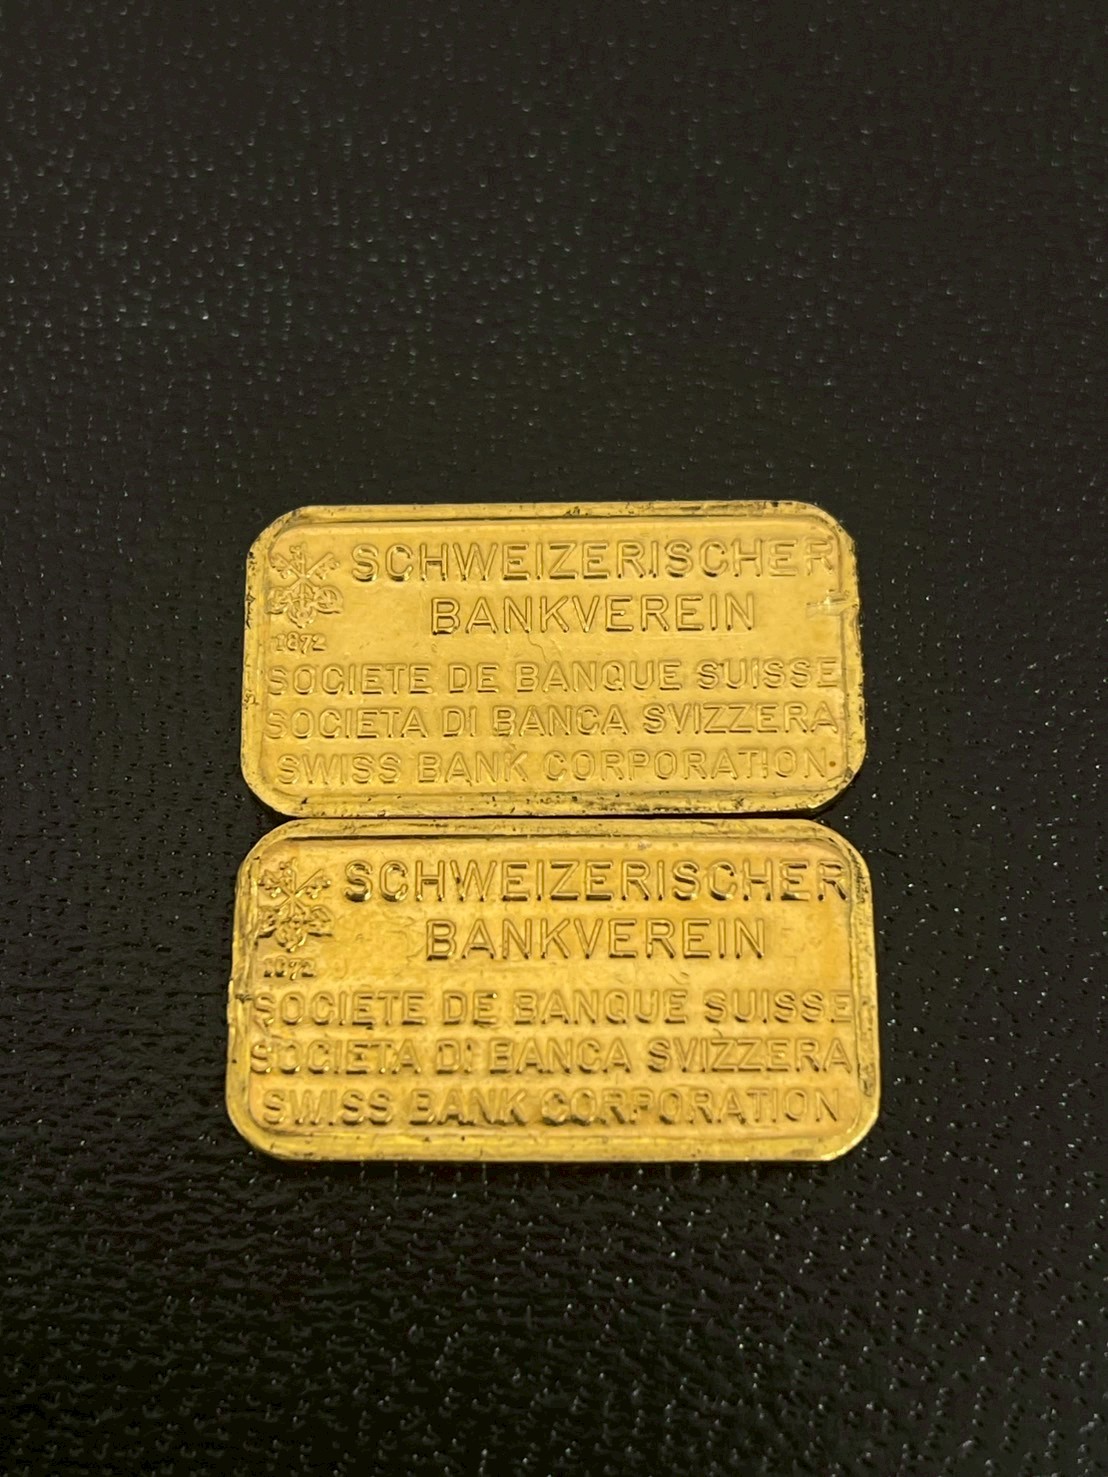 SCHWEIZERISCHER
BANKVEREIN
1872
SOCIETE DE BANQUE SUISSE
SOCIETA DI BANCA SVIZZERA
SWISS BANK CORPORATION
SCHWEIZERISCHER
BANKVEREIN
1872
SOCIETE DE BANQUE SUISSE
SOCIETA DI BANCA SVIZZERA
SWISS BANK CORPORATION